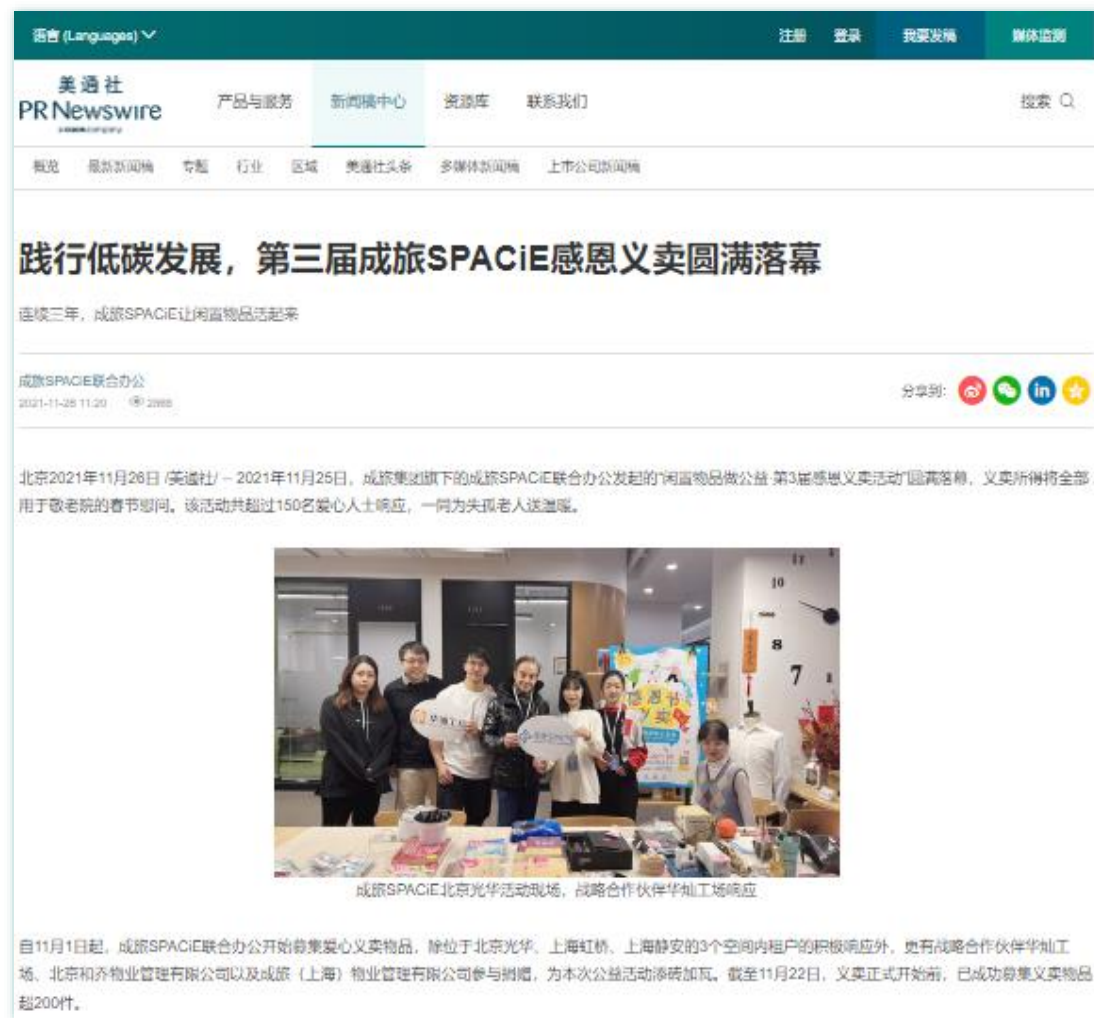 语言 (Languages)
注册 登录 我要发稿 媒体监测
美通社
PR Newswire
产品与服务 新闻稿中心 资源库 联系我们
搜索
概览 最新新闻稿 专题 行业 区域 美通社头条 多媒体新闻稿 上市公司新闻稿
践行低碳发展，第三届成旅SPACiE感恩义卖圆满落幕
连续三年，成旅SPACiE让闲置物品活起来
成旅SPACiE联合办公
2021-11-26 11:20
分享到:
北京2021年11月26日 /美通社/ -- 2021年11月25日，成旅集团旗下的成旅SPACiE联合办公发起的"闲置物品做公益 第3届感恩义卖活动"圆满落幕，义卖所得将全部
用于敬老院的春节慰问。该活动共超过150名爱心人士响应，一同为失孤老人送温暖。
10
8
7
感恩节
义卖
成旅SPACiE北京光华活动现场，战略合作伙伴华灿工场响应
自11月1日起，成旅SPACiE联合办公开始募集爱心义卖物品，除位于北京光华、上海虹桥、上海静安的3个空间内租户的积极响应外，更有战略合作伙伴华灿工
场、北京和齐物业管理有限公司以及成旅（上海）物业管理有限公司参与捐赠，为本次公益活动添砖加瓦。截至11月22日，义卖正式开始前，已成功募集义卖物品
超200件。